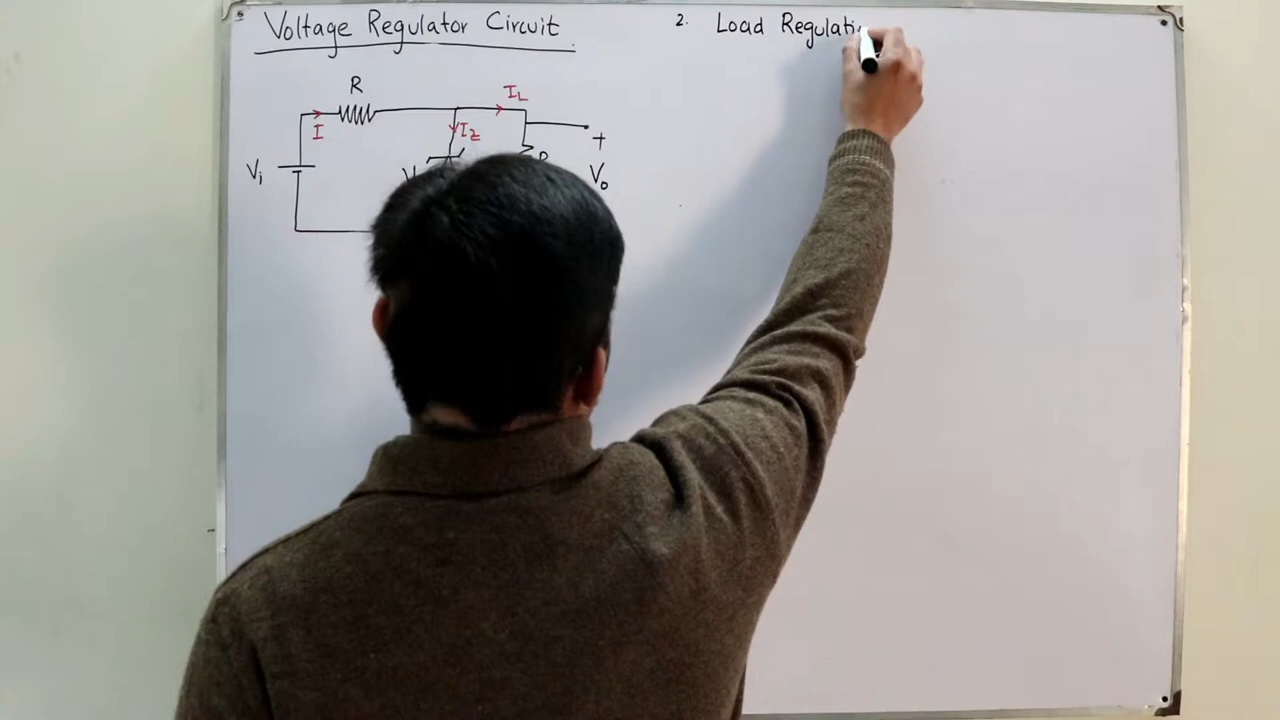 Voltage Regulator Circuit
2. Load Regulati
R
I
I_L
I_Z
+
V_i
V_o